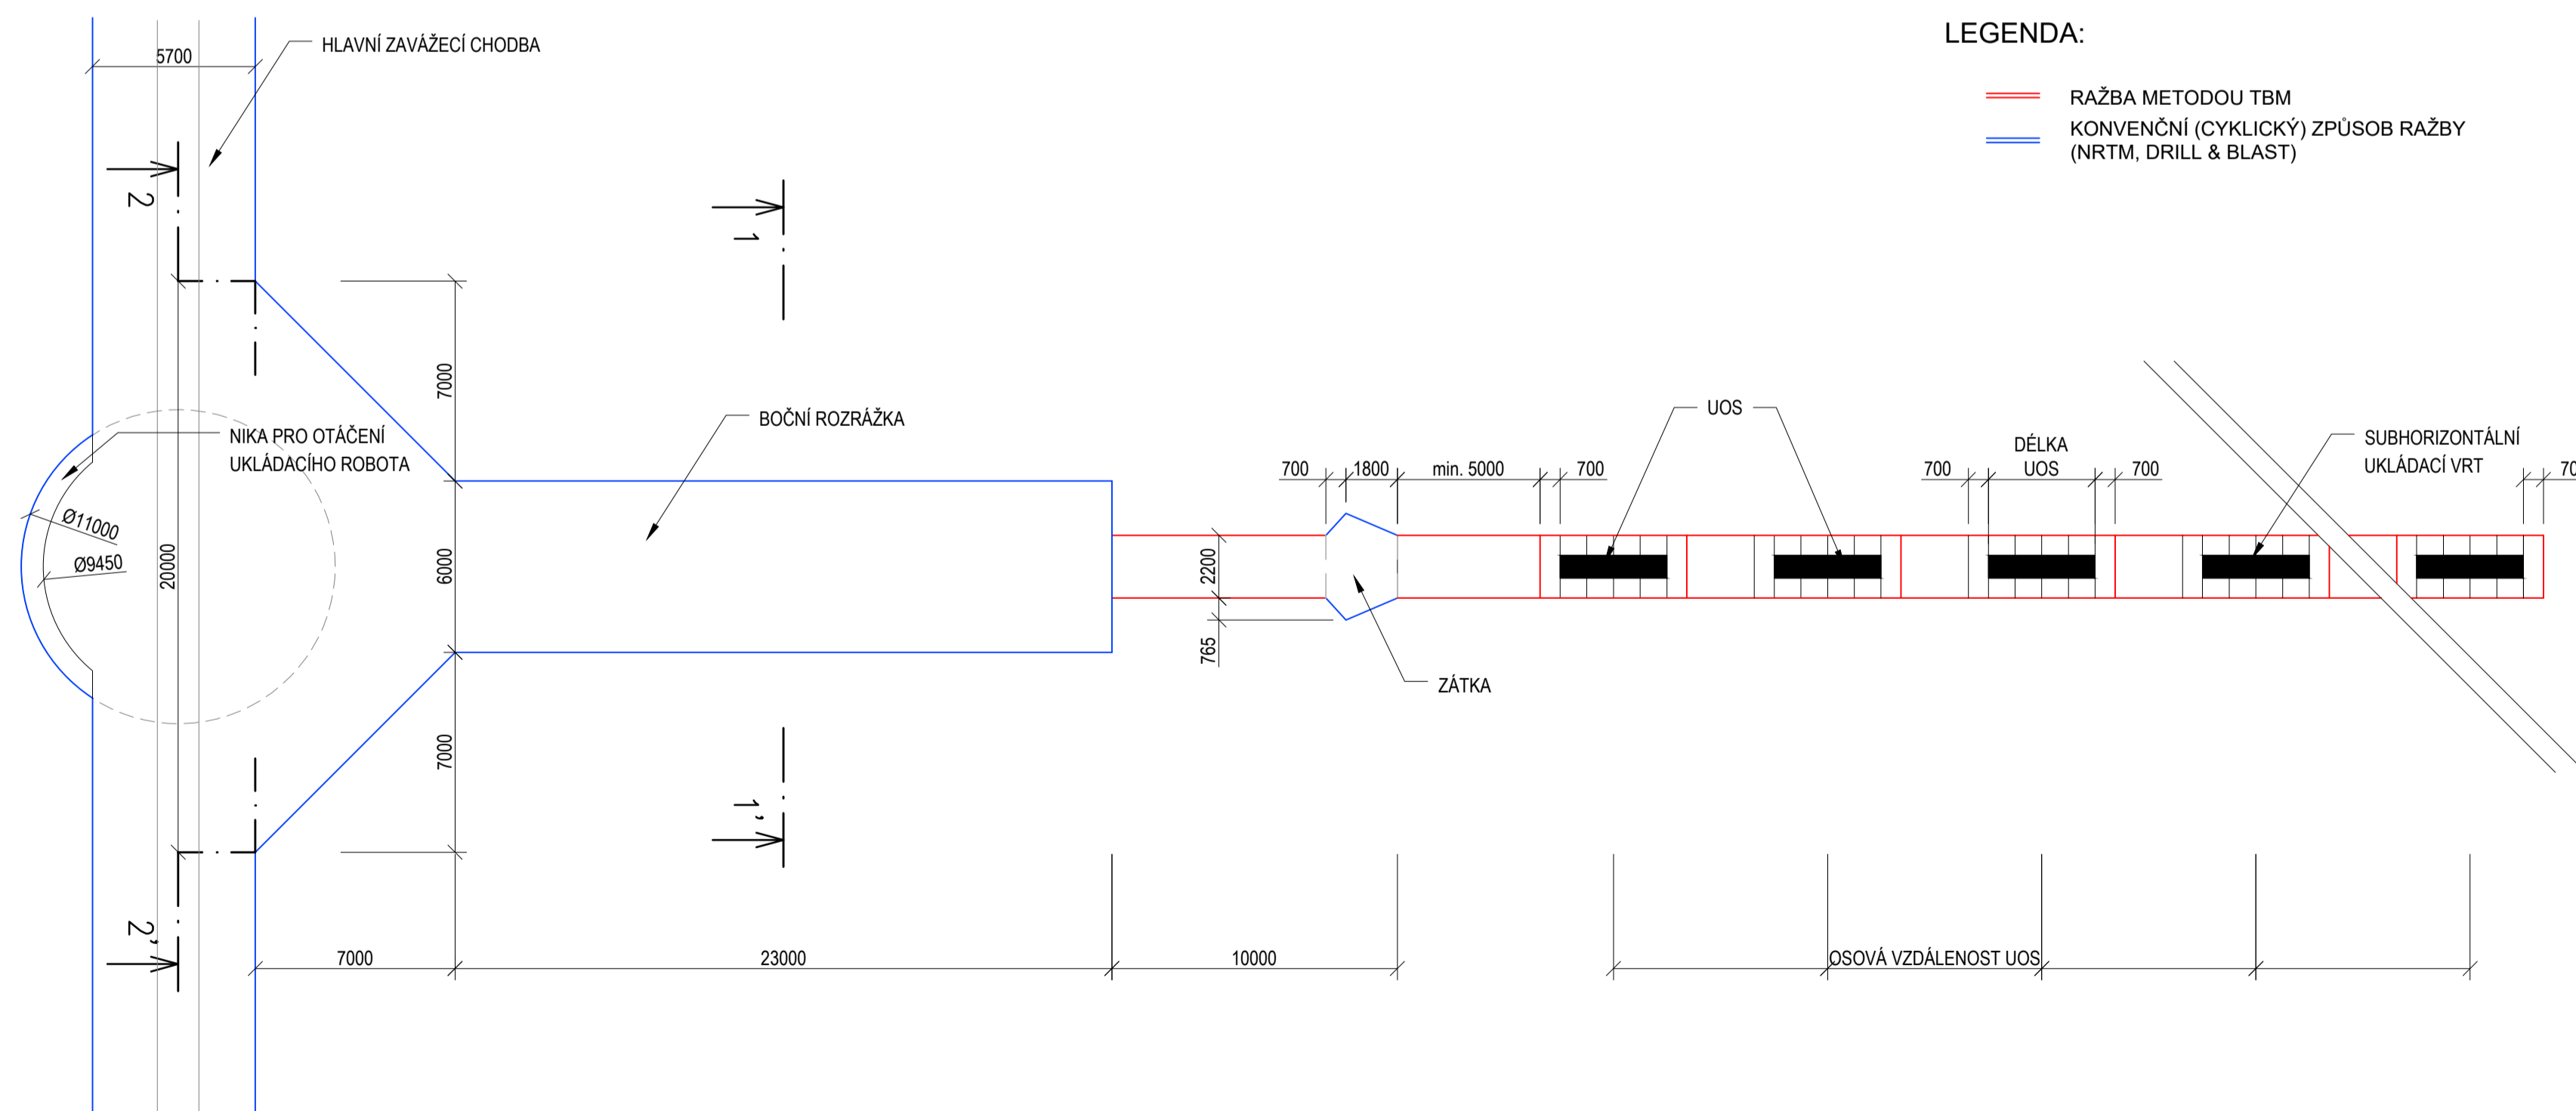 LEGENDA:
RAŽBA METODOU TBM
KONVENČNÍ (CYKLICKÝ) ZPŮSOB RAŽBY
(NRTM, DRILL & BLAST)
HLAVNÍ ZAVÁŽECÍ CHODBA
5700
2
1
7000
NIKA PRO OTÁČENÍ
UKLÁDACÍHO ROBOTA
BOČNÍ ROZRÁŽKA
UOS
DÉLKA
UOS
SUBHORIZONTÁLNÍ
UKLÁDACÍ VRT
700
1800
min. 5000
700
700
700
70
Ø11000
Ø9450
20000
6000
2200
765
ZÁTKA
7000
1'
2'
7000
23000
10000
OSOVÁ VZDÁLENOST UOS